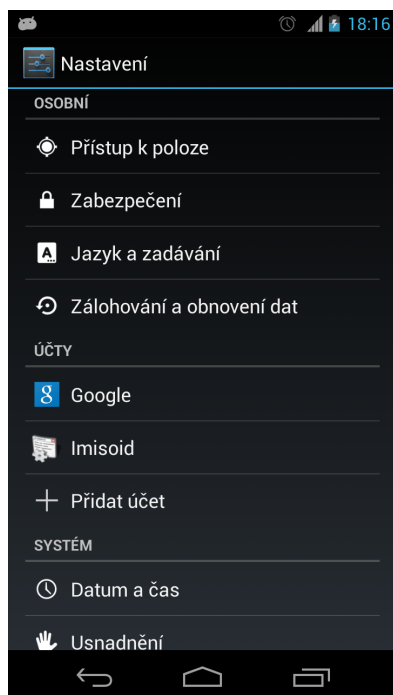 18:16
Nastavení
OSOBNÍ
Přístup k poloze
Zabezpečení
Jazyk a zadávání
Zálohování a obnovení dat
ÚČTY
Google
Imisoid
Přidat účet
SYSTÉM
Datum a čas
Usnadnění